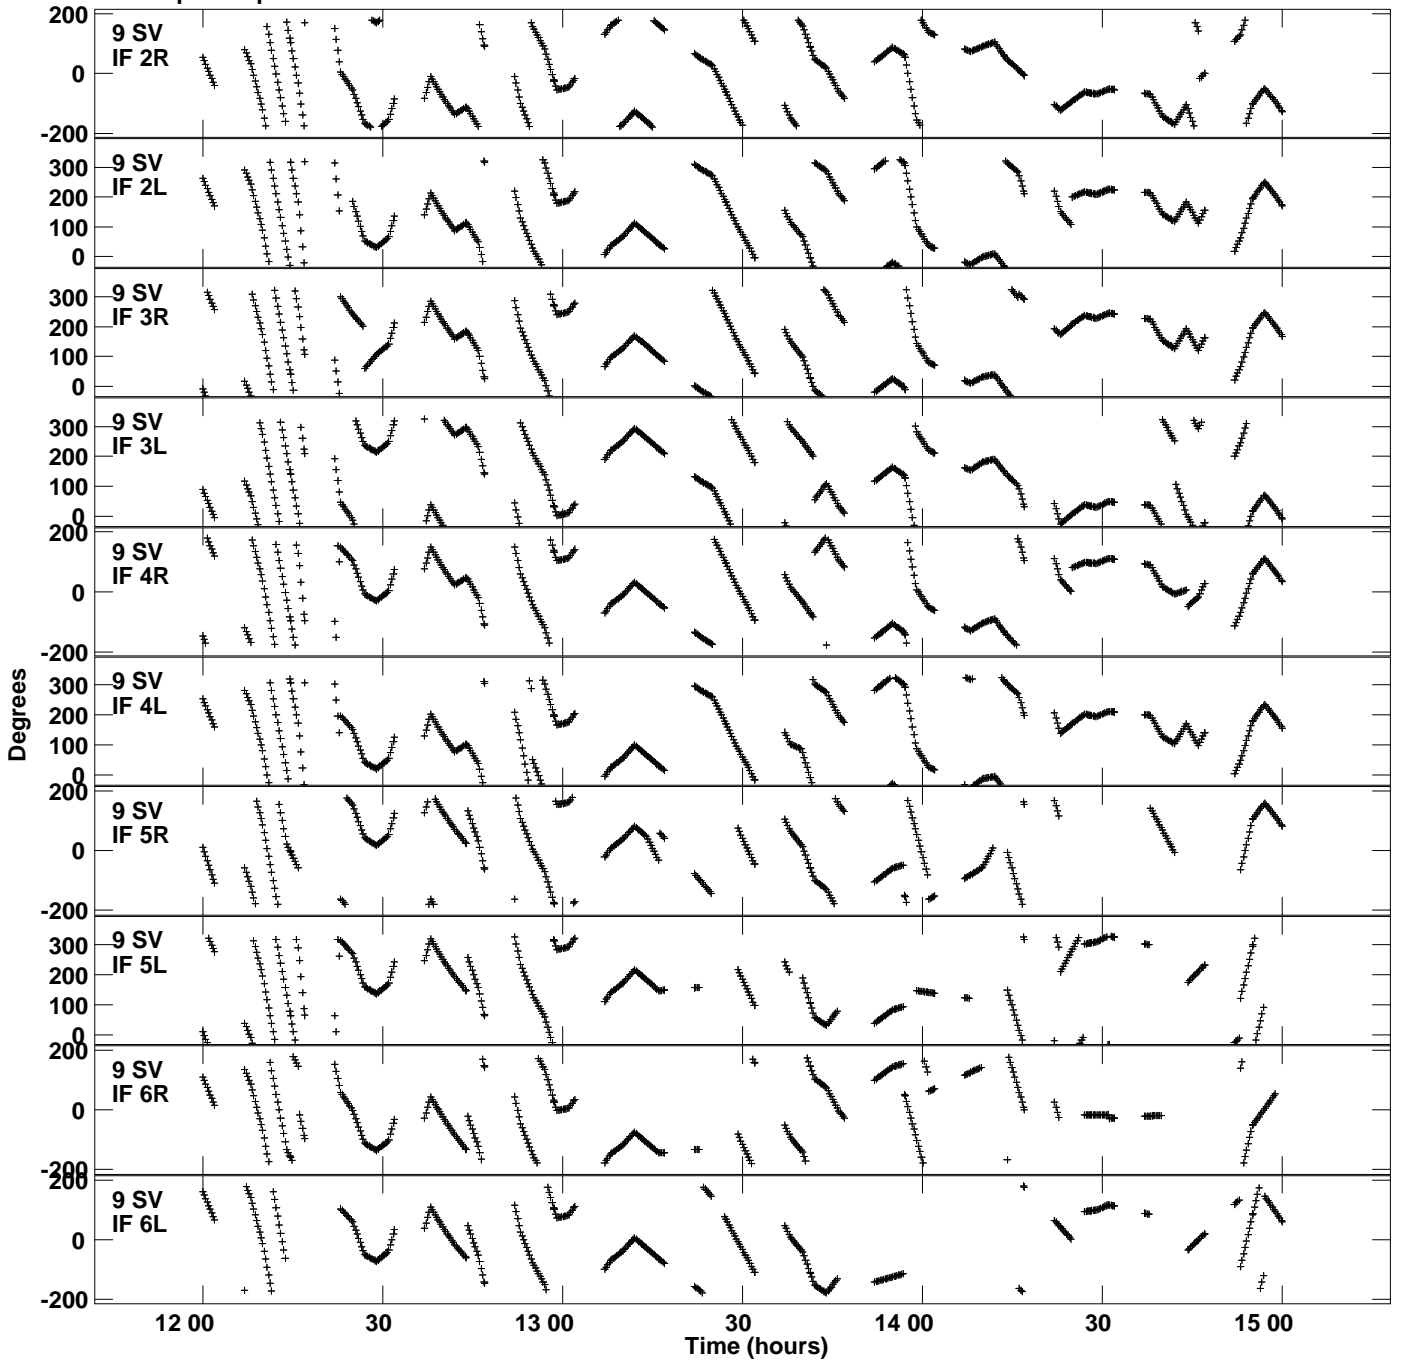 200
9 SV
IF 2R
0
-200
9 SV
IF 2L
300
200
100
0
9 SV
IF 3R
300
200
100
0
9 SV
IF 3L
300
200
100
0
200
9 SV
IF 4R
0
-200
9 SV
IF 4L
300
200
100
0
200
9 SV
IF 5R
0
-200
9 SV
IF 5L
300
200
100
0
200
9 SV
IF 6R
0
-200
200
9 SV
IF 6L
0
-200
Degrees
12 00 30 13 00 30 14 00 30 15 00
Time (hours)